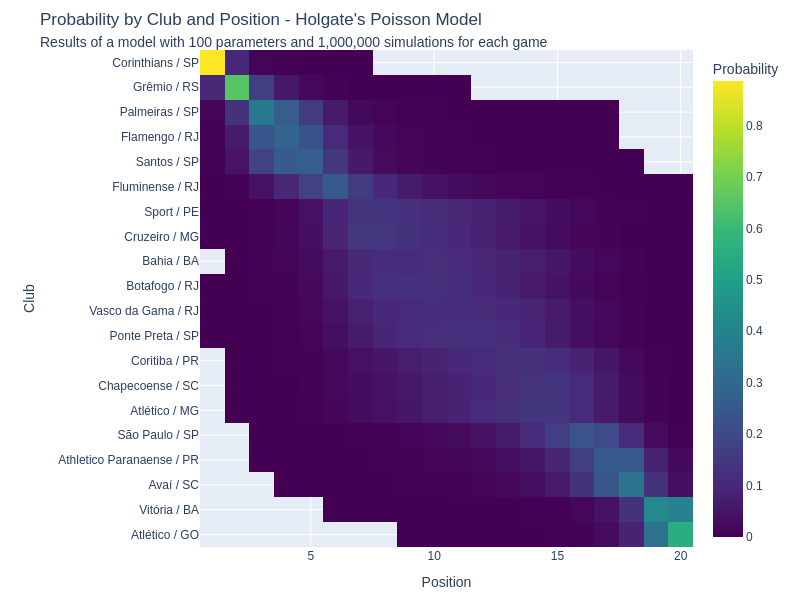 Probability by Club and Position - Holgate's Poisson Model
Results of a model with 100 parameters and 1,000,000 simulations for each game
Probability
Corinthians / SP
Grêmio / RS
Palmeiras / SP
Flamengo / RJ
Santos / SP
Fluminense / RJ
Sport / PE
Cruzeiro / MG
Bahia / BA
Botafogo / RJ
Vasco da Gama / RJ
Ponte Preta / SP
Coritiba / PR
Chapecoense / SC
Atlético / MG
São Paulo / SP
Athletico Paranaense / PR
Avaí / SC
Vitória / BA
Atlético / GO
Club
5
10
15
20
Position
0.8
0.7
0.6
0.5
0.4
0.3
0.2
0.1
0